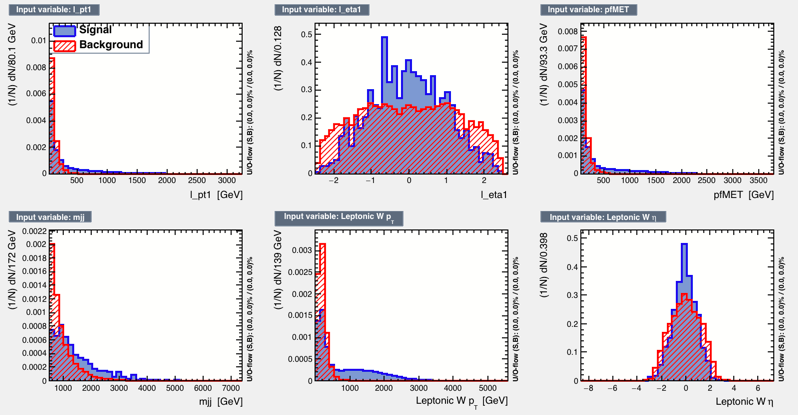 Input variable: l_pt1
(1/N) dN/80.1 GeV
0.01
0.008
0.006
0.004
0.002
0
Signal
Background
500 1000 1500 2000 2500 3000
l_pt1 [GeV]
U/O-flow (S,B): (0.0, 0.0)% / (0.0, 0.0)%
Input variable: l_eta1
(1/N) dN/0.128
0.5
0.4
0.3
0.2
0.1
0
−2 −1 0 1 2
l_eta1
U/O-flow (S,B): (0.0, 0.0)% / (0.0, 0.0)%
Input variable: pfMET
(1/N) dN/93.3 GeV
0.008
0.007
0.006
0.005
0.004
0.003
0.002
0.001
0
500 1000 1500 2000 2500 3000 3500
pfMET [GeV]
U/O-flow (S,B): (0.0, 0.0)% / (0.0, 0.0)%
Input variable: mjj
(1/N) dN/172 GeV
0.0022
0.002
0.0018
0.0016
0.0014
0.0012
0.001
0.0008
0.0006
0.0004
0.0002
0
1000 2000 3000 4000 5000 6000 7000
mjj [GeV]
U/O-flow (S,B): (0.0, 0.0)% / (0.0, 0.0)%
Input variable: Leptonic W pT
(1/N) dN/139 GeV
0.0035
0.003
0.0025
0.002
0.0015
0.001
0.0005
0
1000 2000 3000 4000 5000
Leptonic W pT [GeV]
U/O-flow (S,B): (0.0, 0.0)% / (0.0, 0.0)%
Input variable: Leptonic W η
(1/N) dN/0.398
0.5
0.4
0.3
0.2
0.1
0
−8 −6 −4 −2 0 2 4 6
Leptonic W η
U/O-flow (S,B): (0.0, 0.0)% / (0.0, 0.0)%